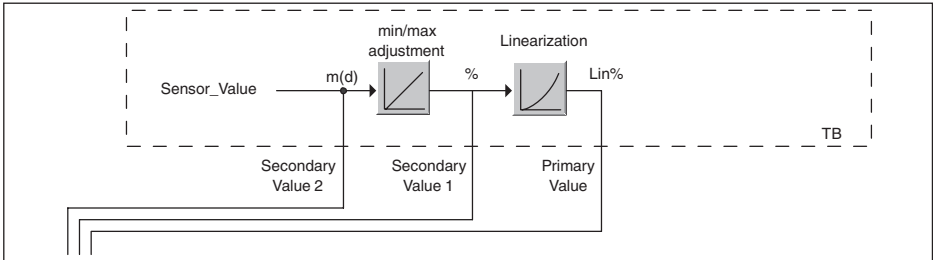 min/max
adjustment
Linearization
Sensor_Value
m(d)
%
Lin%
TB
Secondary
Value 2
Secondary
Value 1
Primary
Value